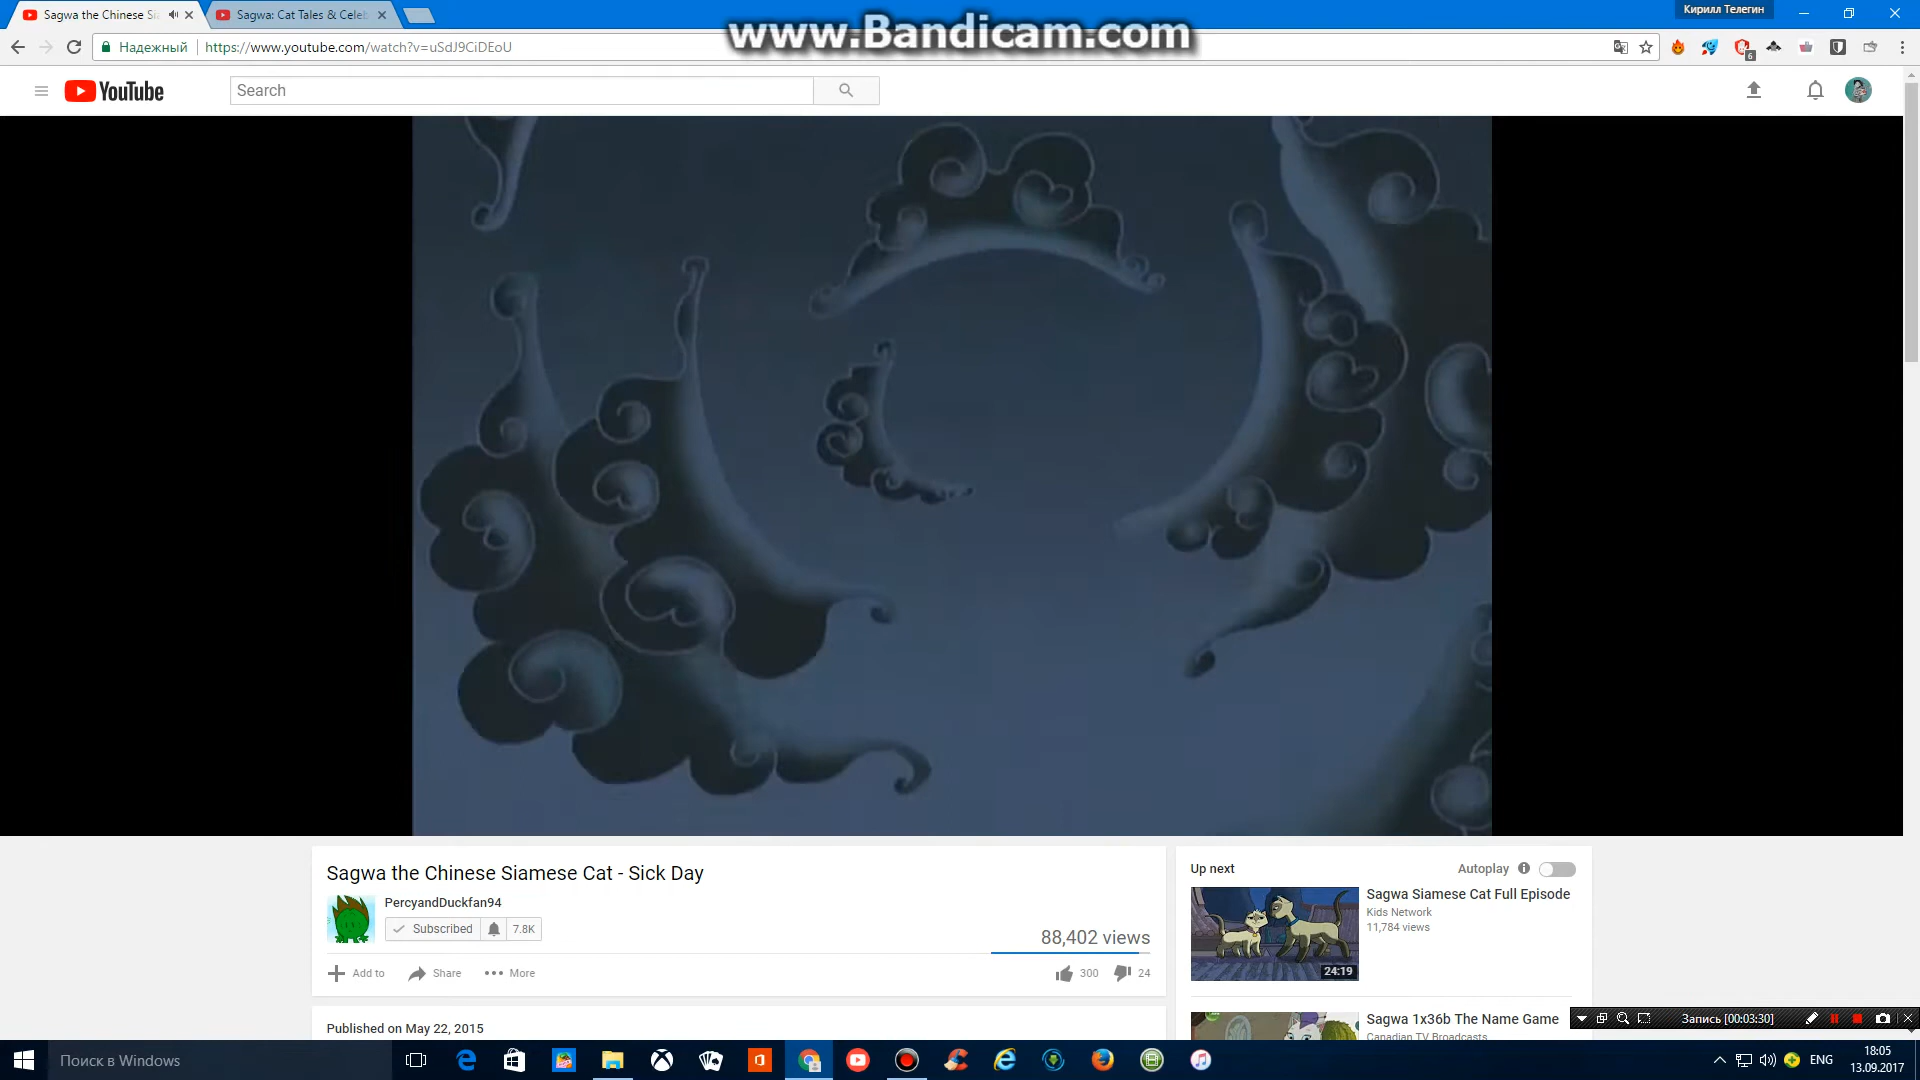 Sagwa the Chinese Si
Sagwa: Cat Tales & Celeb
www.Bandicam.com
Кирилл Телегин
Надежный
https://www.youtube.com/watch?v=uSdJ9CiDEoU
6
YouTube
Search
Sagwa the Chinese Siamese Cat - Sick Day
PercyandDuckfan94
Subscribed
7.8K
88,402 views
Add to
Share
More
300
24
Published on May 22, 2015
Up next
Autoplay
Sagwa Siamese Cat Full Episode
Kids Network
11,784 views
24:19
Sagwa 1x36b The Name Game
Canadian TV Broadcasts
Запись [00:03:30]
Поиск в Windows
ENG
18:05
13.09.2017